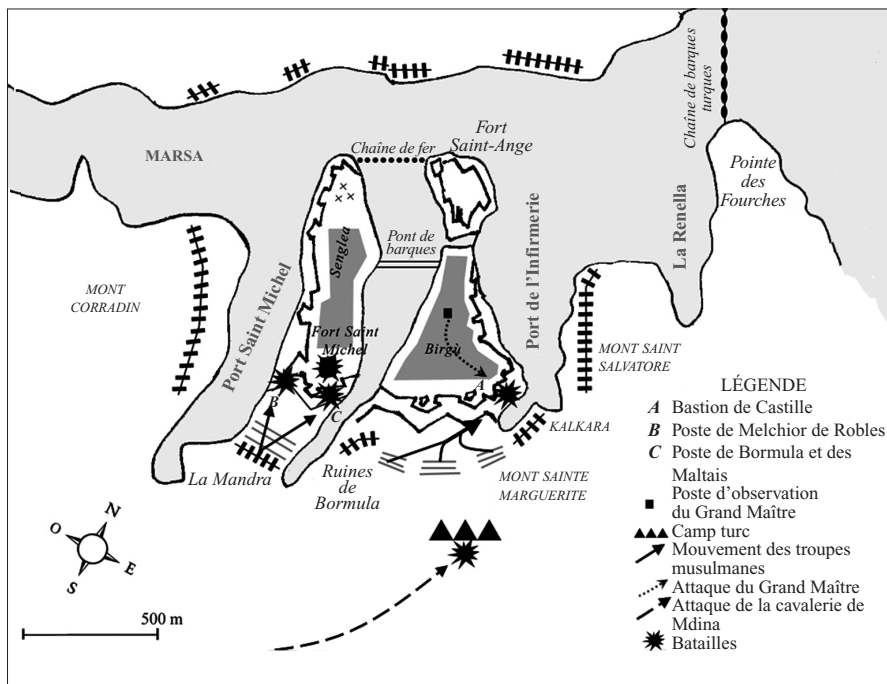 Chaîne de barques
turques
Fort
Saint-Ange
Chaîne de fer
MARSA
Pointe
des
Fourches
Pont de
barques
Senglea
La Renella
Port de l'Infirmerie
MONT
CORRADIN
Port Saint Michel
Fort Saint
Michel
Birgù
MONT SAINT
SALVATORE
A
B
C
KALKARA
La Mandra
Ruines
de
Bormula
MONT SAINTE
MARGUERITE
LÉGENDE
A Bastion de Castille
B Poste de Melchior de Robles
C Poste de Bormula et des
Maltais
Poste d'observation
du Grand Maître
Camp turc
Mouvement des troupes
musulmanes
Attaque du Grand Maître
Attaque de la cavalerie de
Mdina
Batailles
N
O
E
S
500 m